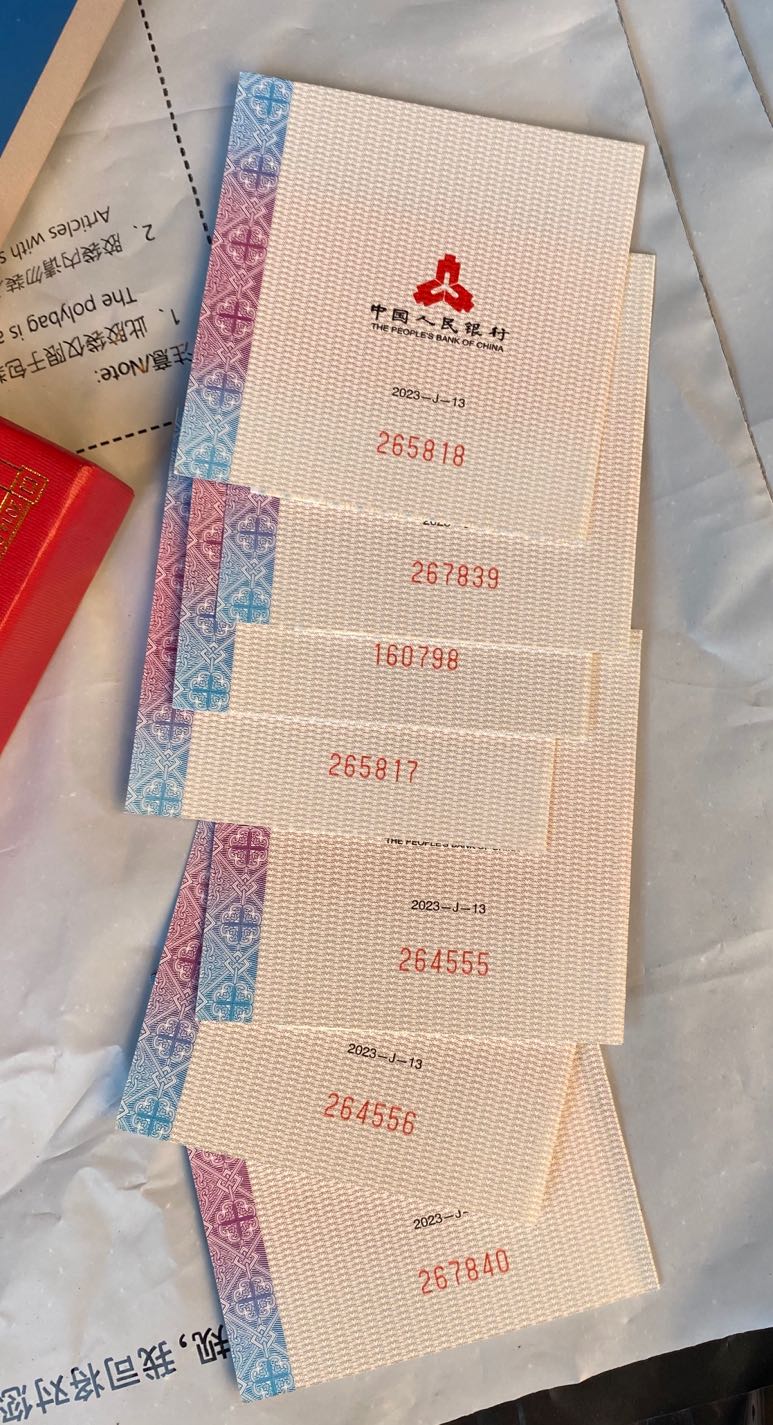 中国人民银行
THE PEOPLE'S BANK OF CHINA
2023—J—13
265818
267839
160798
265817
THE PEOPLE'S BANK OF
2023—J—13
264555
2023—J—13
264556
2023—J-
267840
注意/Note:
1、此胶袋仅限于包装
The polybag is a
2、胶袋内请勿装
Articles with s
规，我司将对您